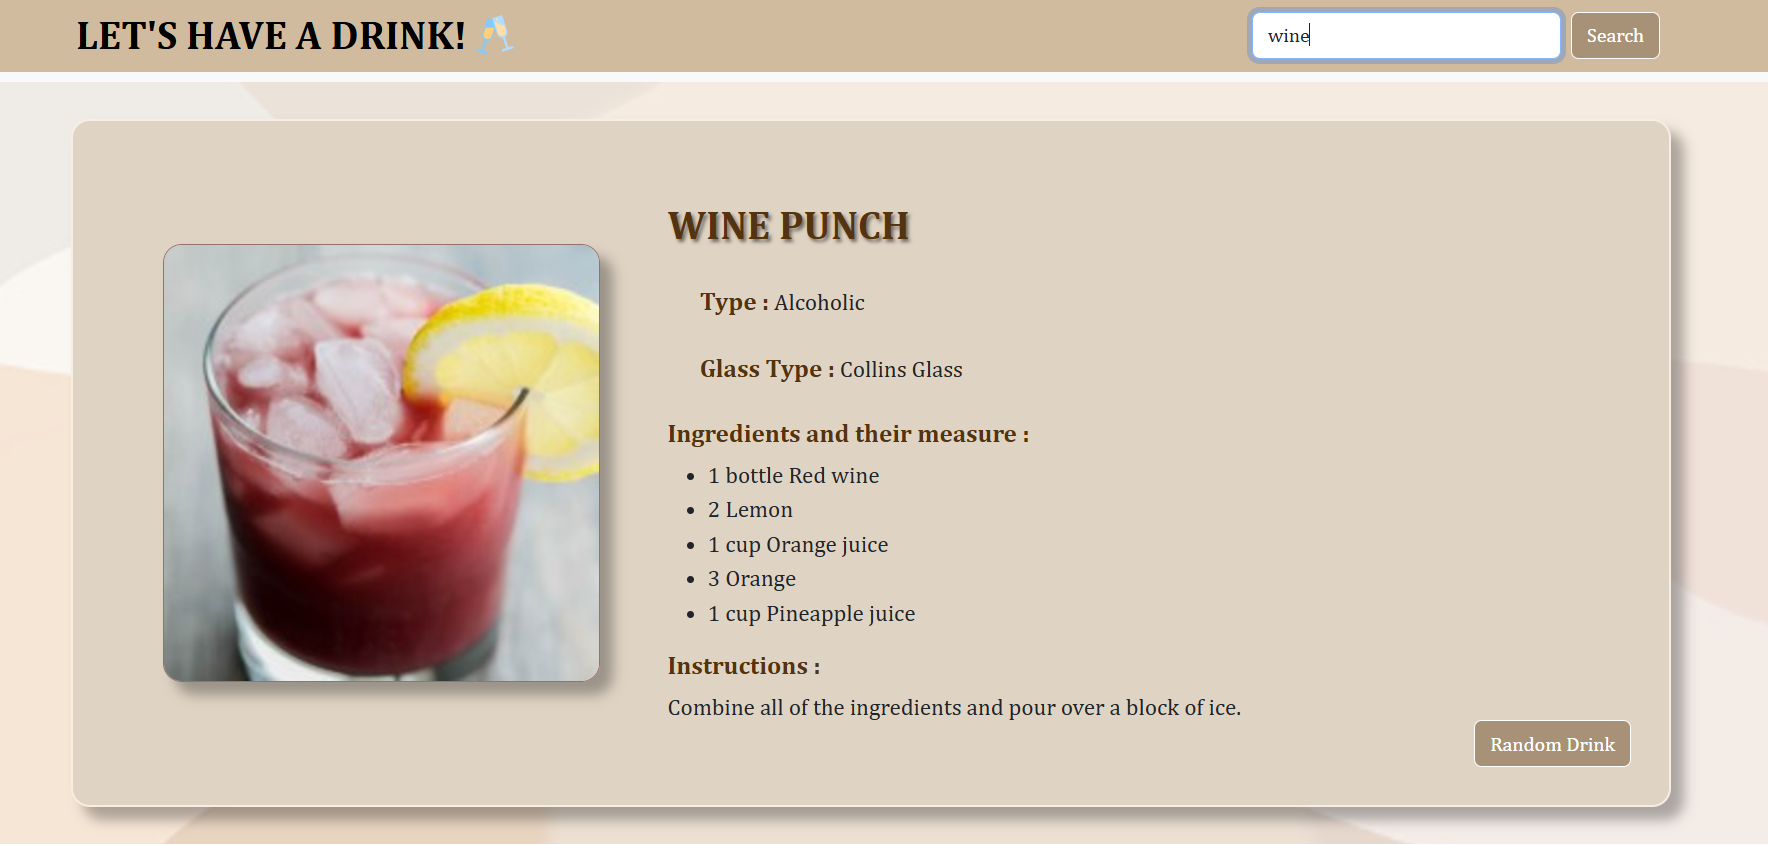 LET'S HAVE A DRINK!
wine
Search
WINE PUNCH
Type : Alcoholic
Glass Type : Collins Glass
Ingredients and their measure :
• 1 bottle Red wine
• 2 Lemon
• 1 cup Orange juice
• 3 Orange
• 1 cup Pineapple juice
Instructions :
Combine all of the ingredients and pour over a block of ice.
Random Drink